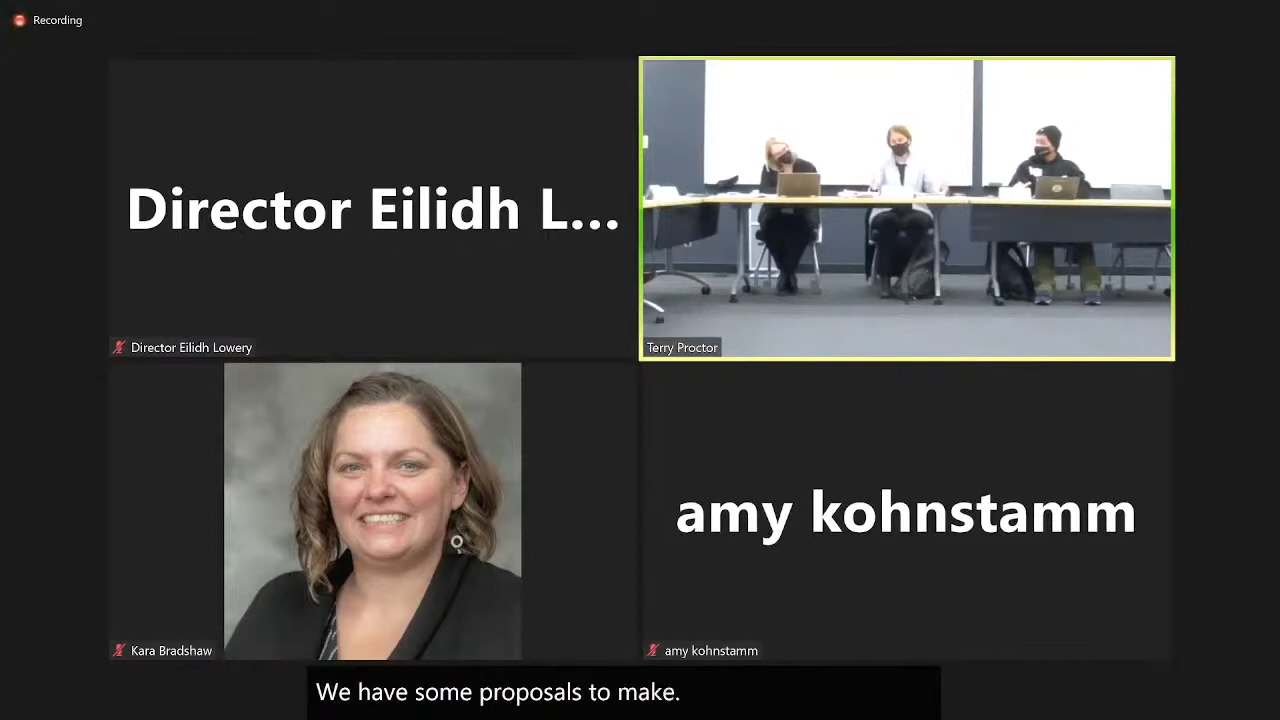 Recording
Director Eilidh L...
Director Eilidh Lowery
Terry Proctor
Kara Bradshaw
amy kohnstamm
amy kohnstamm
We have some proposals to make.